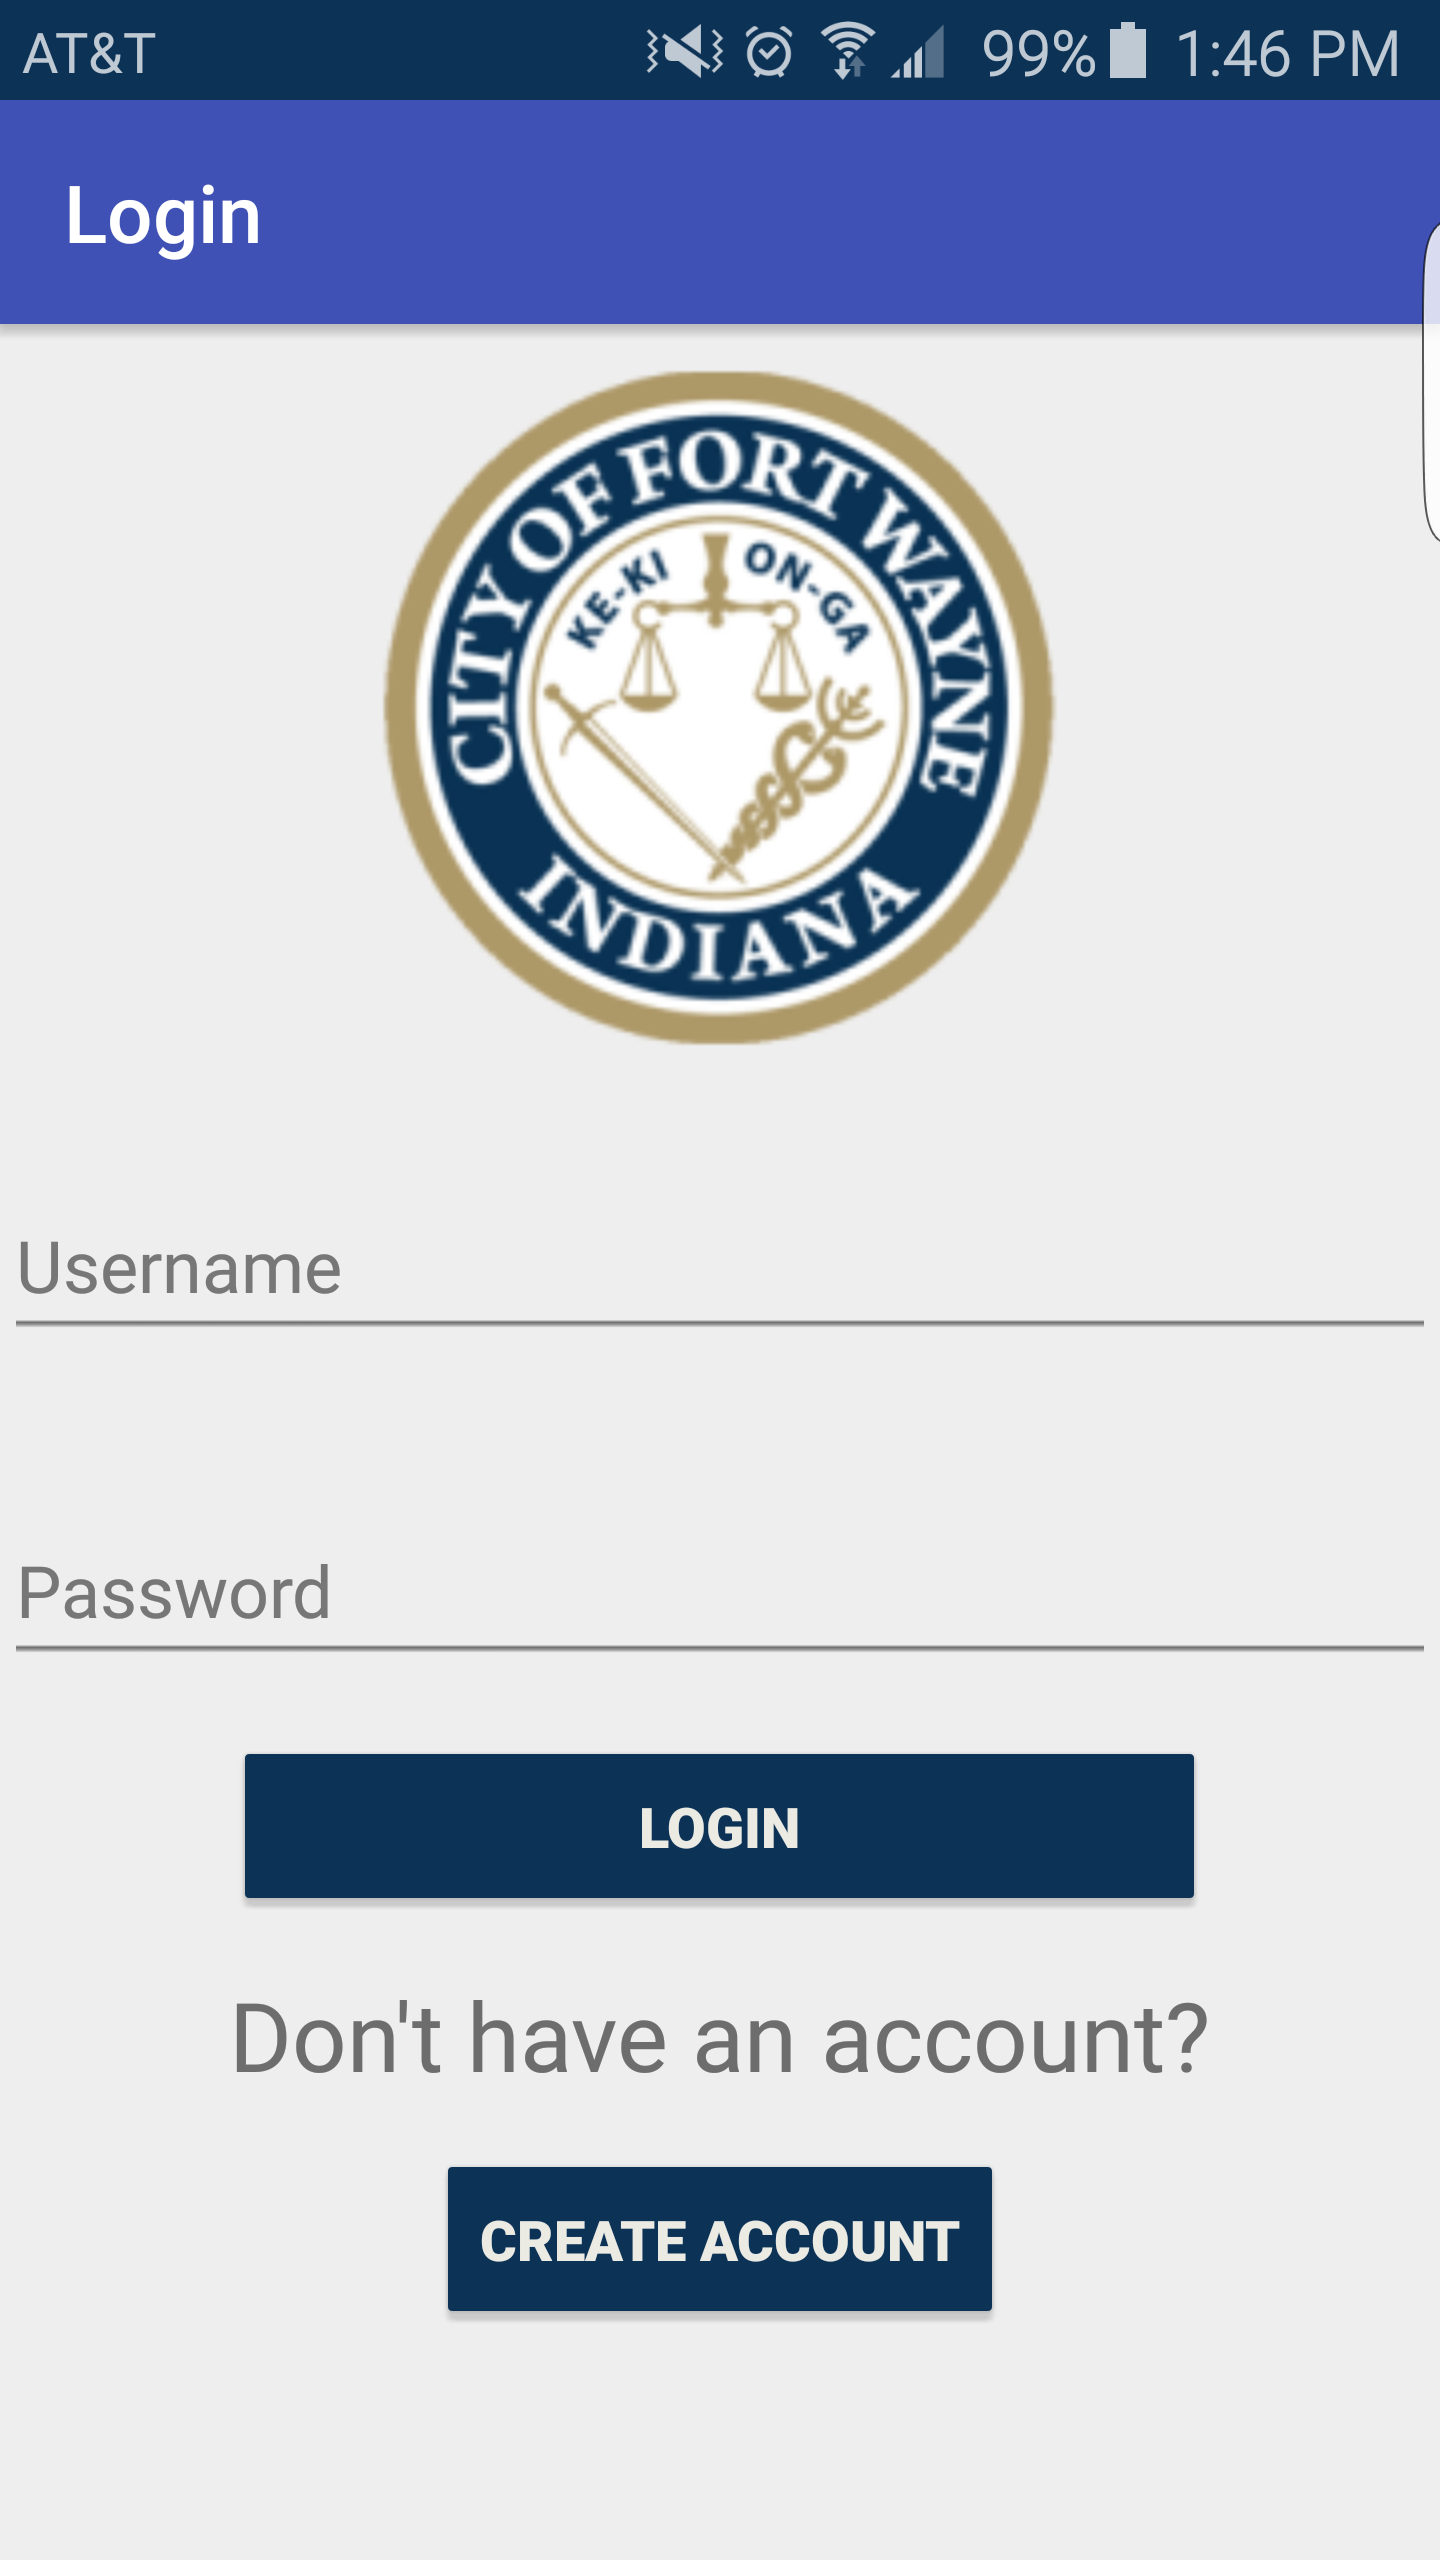 AT&T 99% 1:46 PM
Login
CITY OF FORT WAYNE
KE-KI ON-GA
INDIANA
Username
Password
LOGIN
Don't have an account?
CREATE ACCOUNT